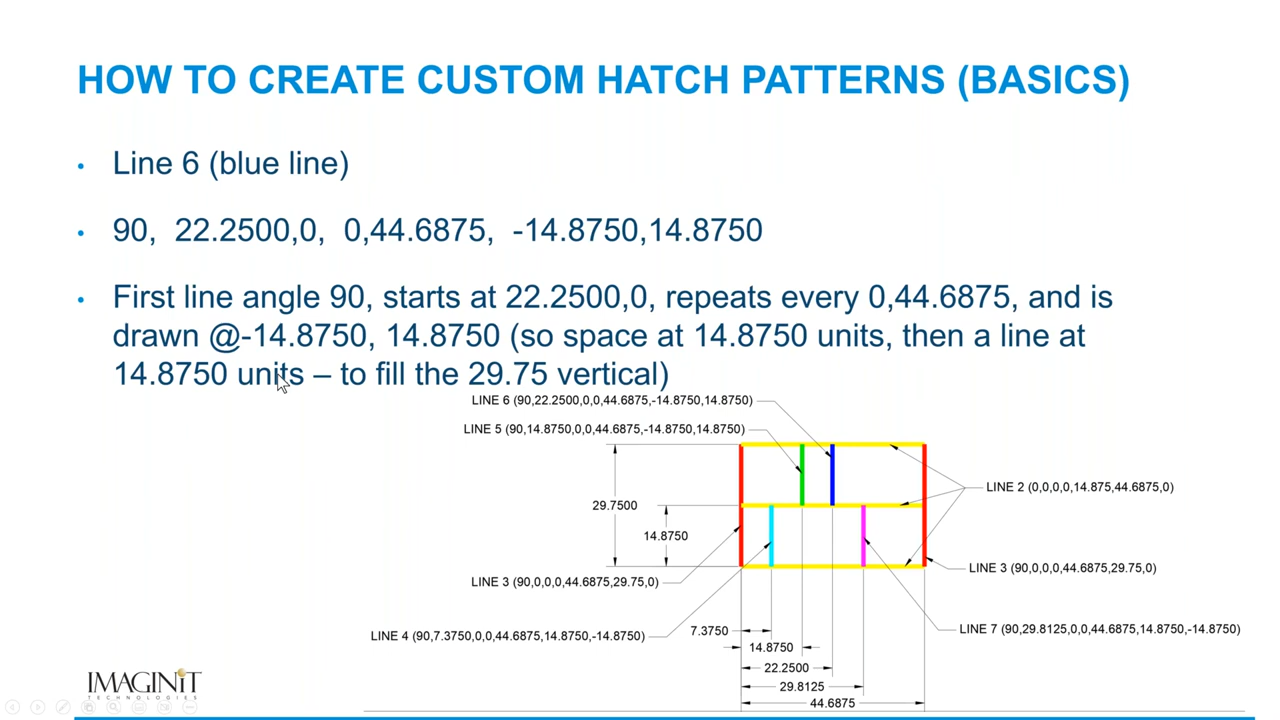 HOW TO CREATE CUSTOM HATCH PATTERNS (BASICS)
• Line 6 (blue line)
• 90, 22.2500,0, 0,44.6875, -14.8750,14.8750
• First line angle 90, starts at 22.2500,0, repeats every 0,44.6875, and is
drawn @-14.8750, 14.8750 (so space at 14.8750 units, then a line at
14.8750 units – to fill the 29.75 vertical)
LINE 6 (90,22.2500,0,0,44.6875,-14.8750,14.8750)
LINE 5 (90,14.8750,0,0,44.6875,-14.8750,14.8750)
LINE 2 (0,0,0,0,14.875,44.6875,0)
29.7500
14.8750
LINE 3 (90,0,0,0,44.6875,29.75,0)
LINE 3 (90,0,0,0,44.6875,29.75,0)
LINE 4 (90,7.3750,0,0,44.6875,14.8750,-14.8750)
7.3750
LINE 7 (90,29.8125,0,0,44.6875,14.8750,-14.8750)
14.8750
22.2500
29.8125
44.6875
IMAGINiT
TECHNOLOGIES